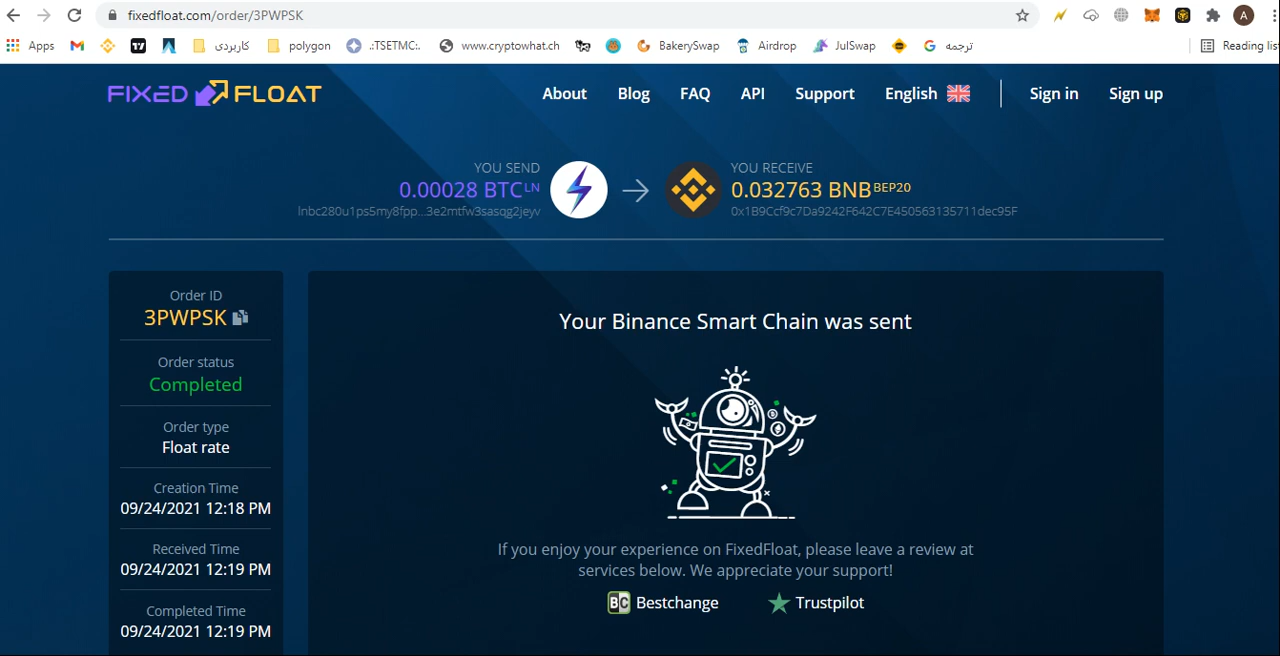 fixedfloat.com/order/3PWPSK
A
Apps
کاربردی
polygon
.:TSETMC:.
www.cryptowhat.ch
BakerySwap
Airdrop
JulSwap
ترجمه
Reading list
FIXED FLOAT
About Blog FAQ API Support English Sign in Sign up
YOU SEND
0.00028 BTC LN
lnbc280u1ps5my8fpp...3e2mtfw3sasqg2jeyv
YOU RECEIVE
0.032763 BNB BEP20
0x1B9Ccf9c7Da9242F642C7E450563135711dec95F
Order ID
3PWPSK
Order status
Completed
Order type
Float rate
Creation Time
09/24/2021 12:18 PM
Received Time
09/24/2021 12:19 PM
Completed Time
09/24/2021 12:19 PM
Your Binance Smart Chain was sent
If you enjoy your experience on FixedFloat, please leave a review at
services below. We appreciate your support!
BC Bestchange
Trustpilot